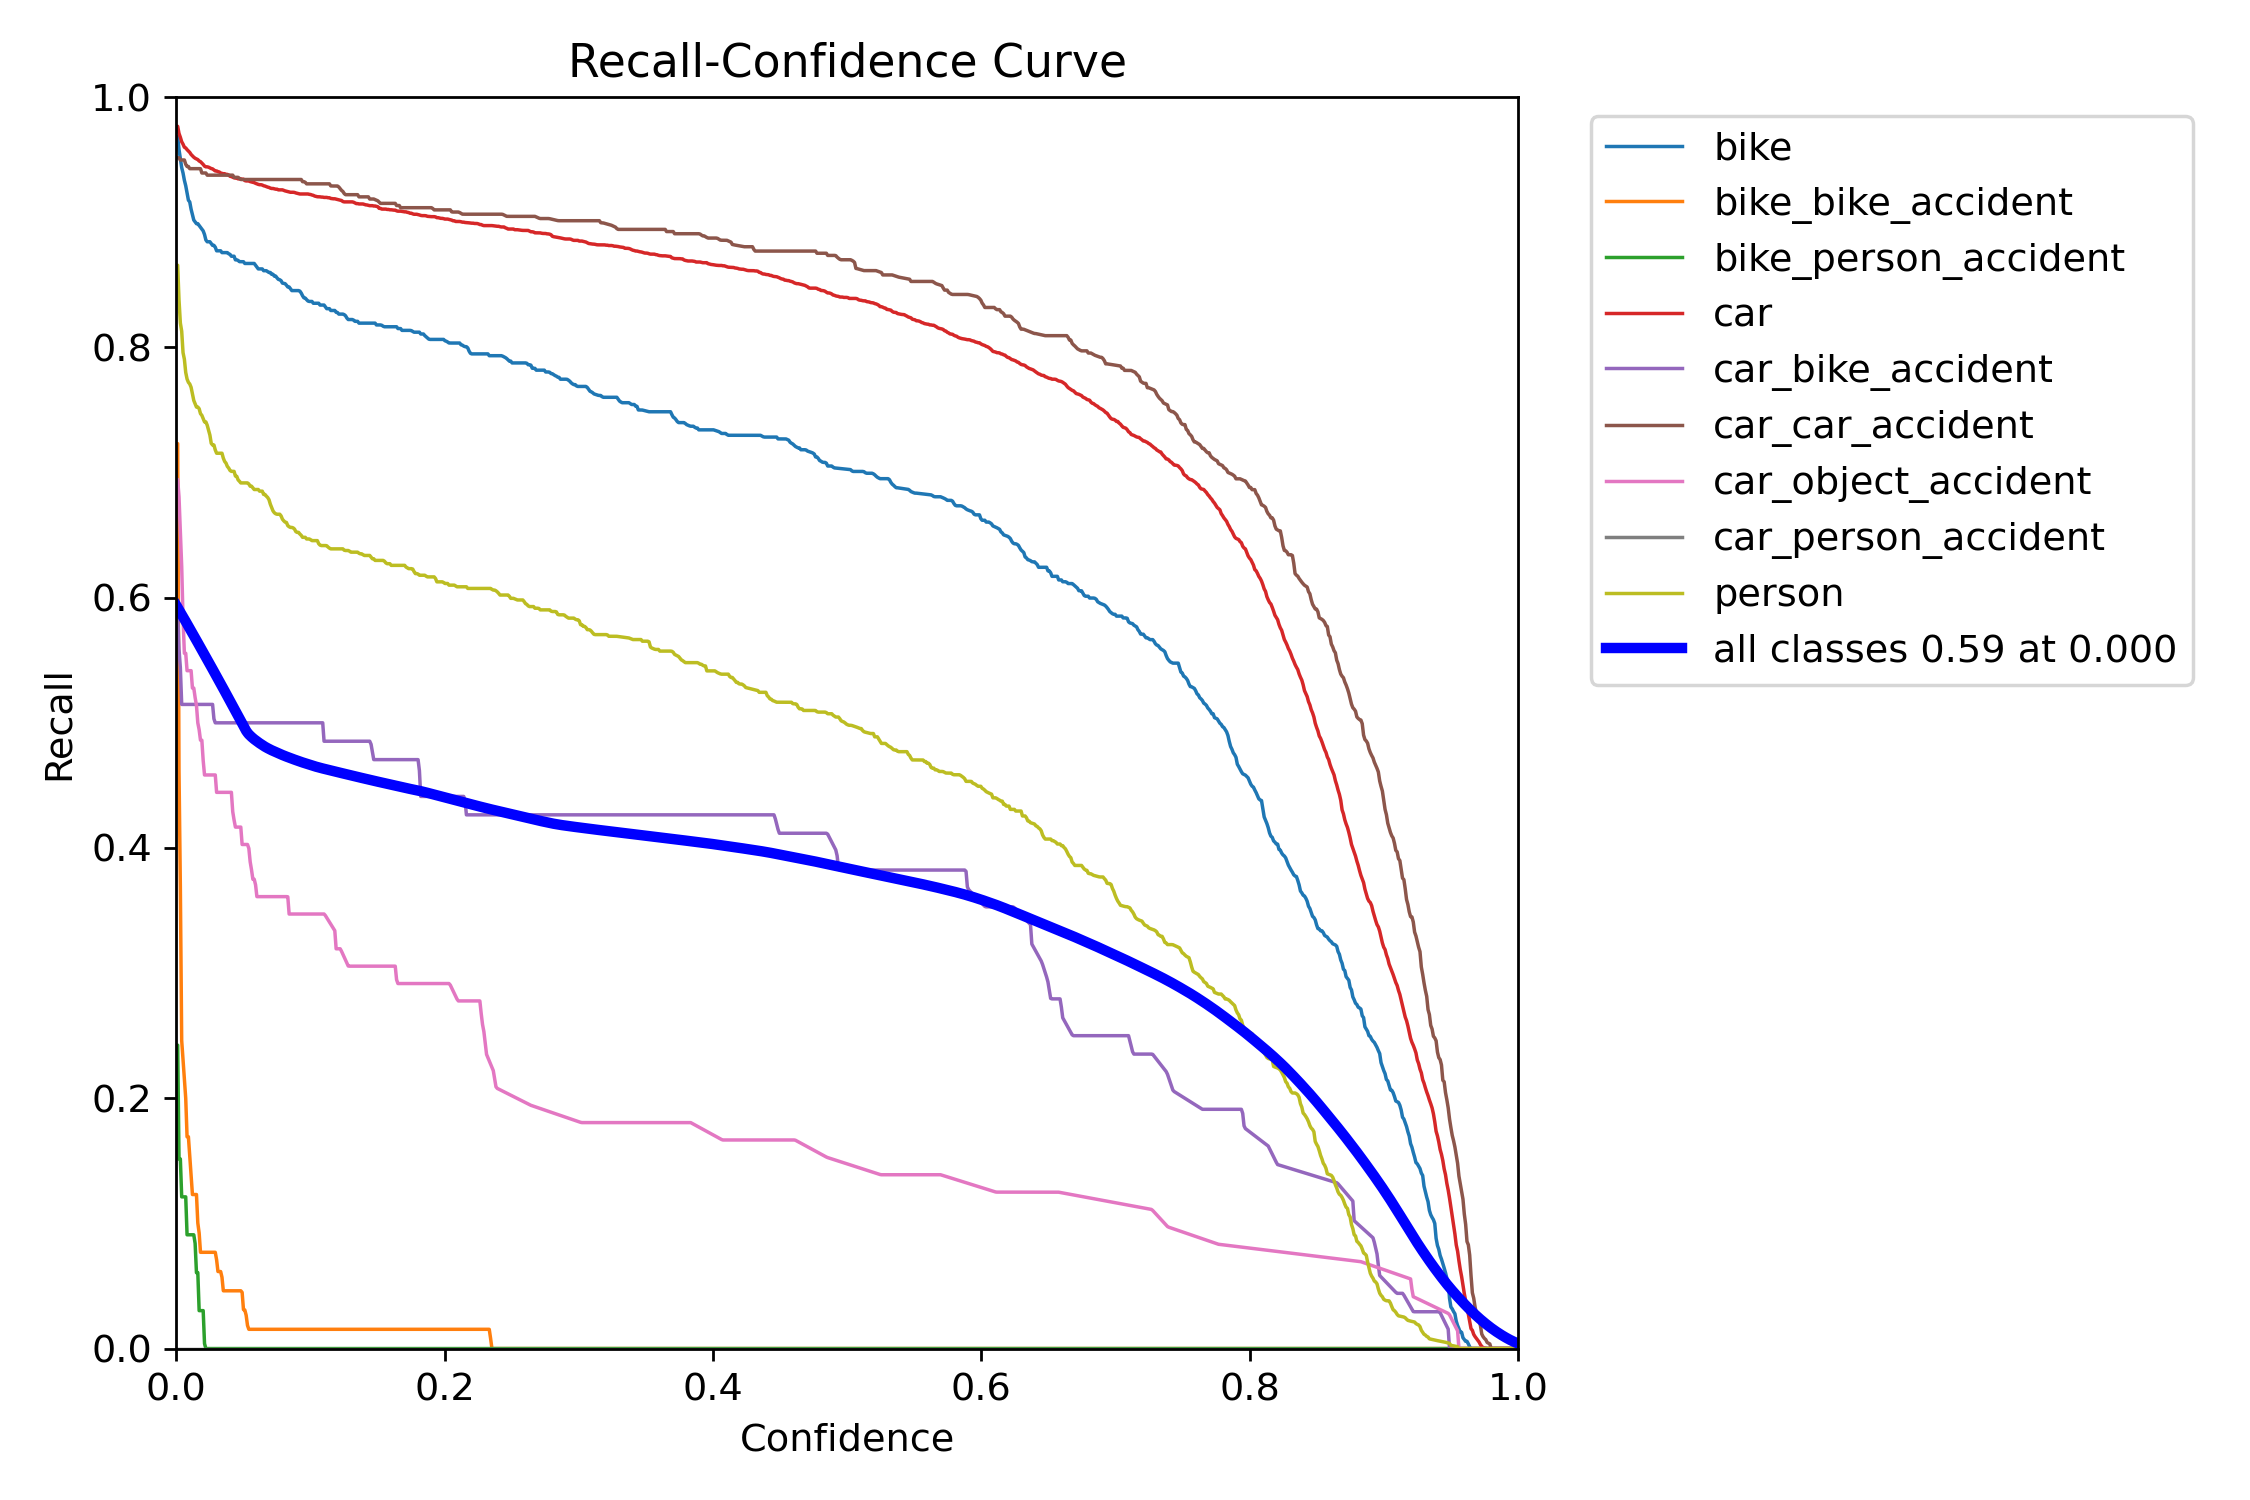 Recall-Confidence Curve
1.0
0.8
0.6
0.4
0.2
0.0
Recall
0.0 0.2 0.4 0.6 0.8 1.0
Confidence
bike
bike_bike_accident
bike_person_accident
car
car_bike_accident
car_car_accident
car_object_accident
car_person_accident
person
all classes 0.59 at 0.000